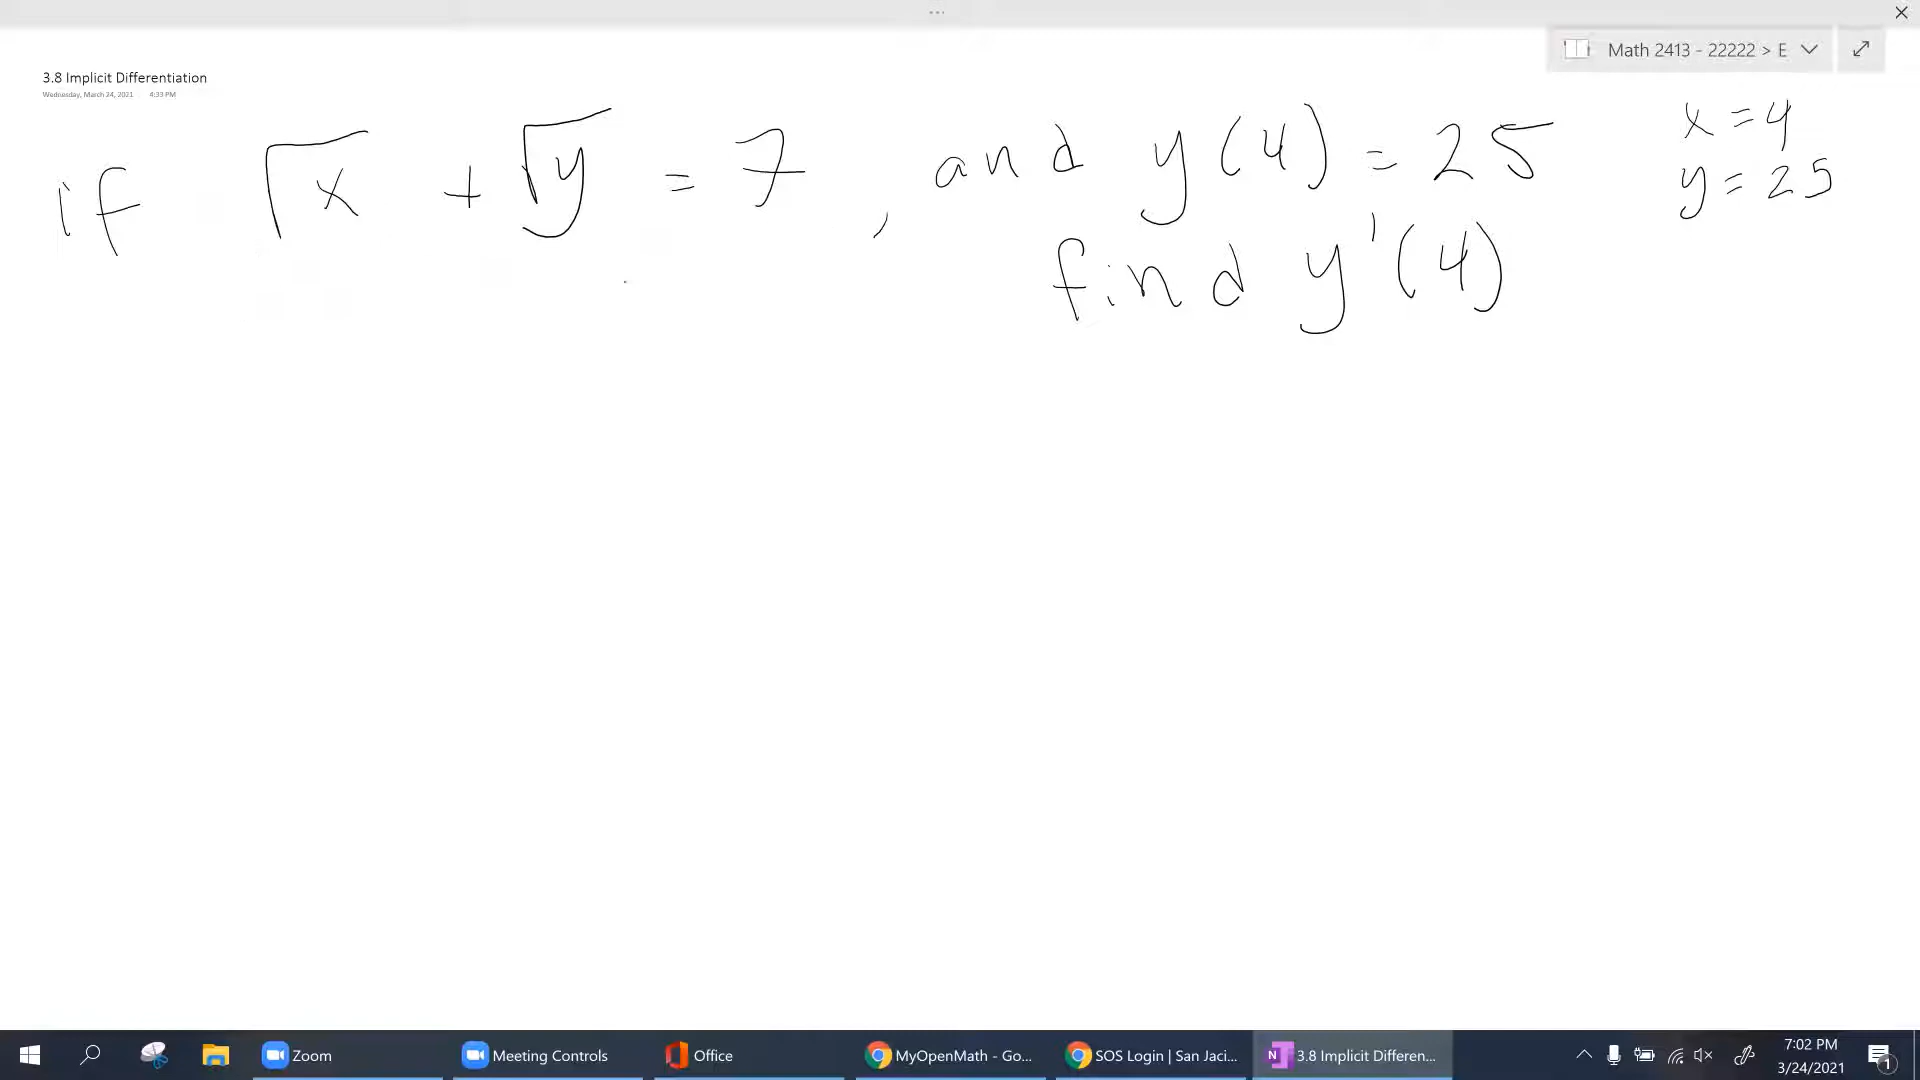 ...
Math 2413 - 22222 > E
3.8 Implicit Differentiation
Wednesday, March 24, 2021 4:33 PM
if √x + √y = 7, and y(4) = 25
find y'(4)
x = 4
y = 25
Zoom
Meeting Controls
Office
MyOpenMath - Go...
SOS Login | San Jaci...
3.8 Implicit Differen...
7:02 PM
3/24/2021
1